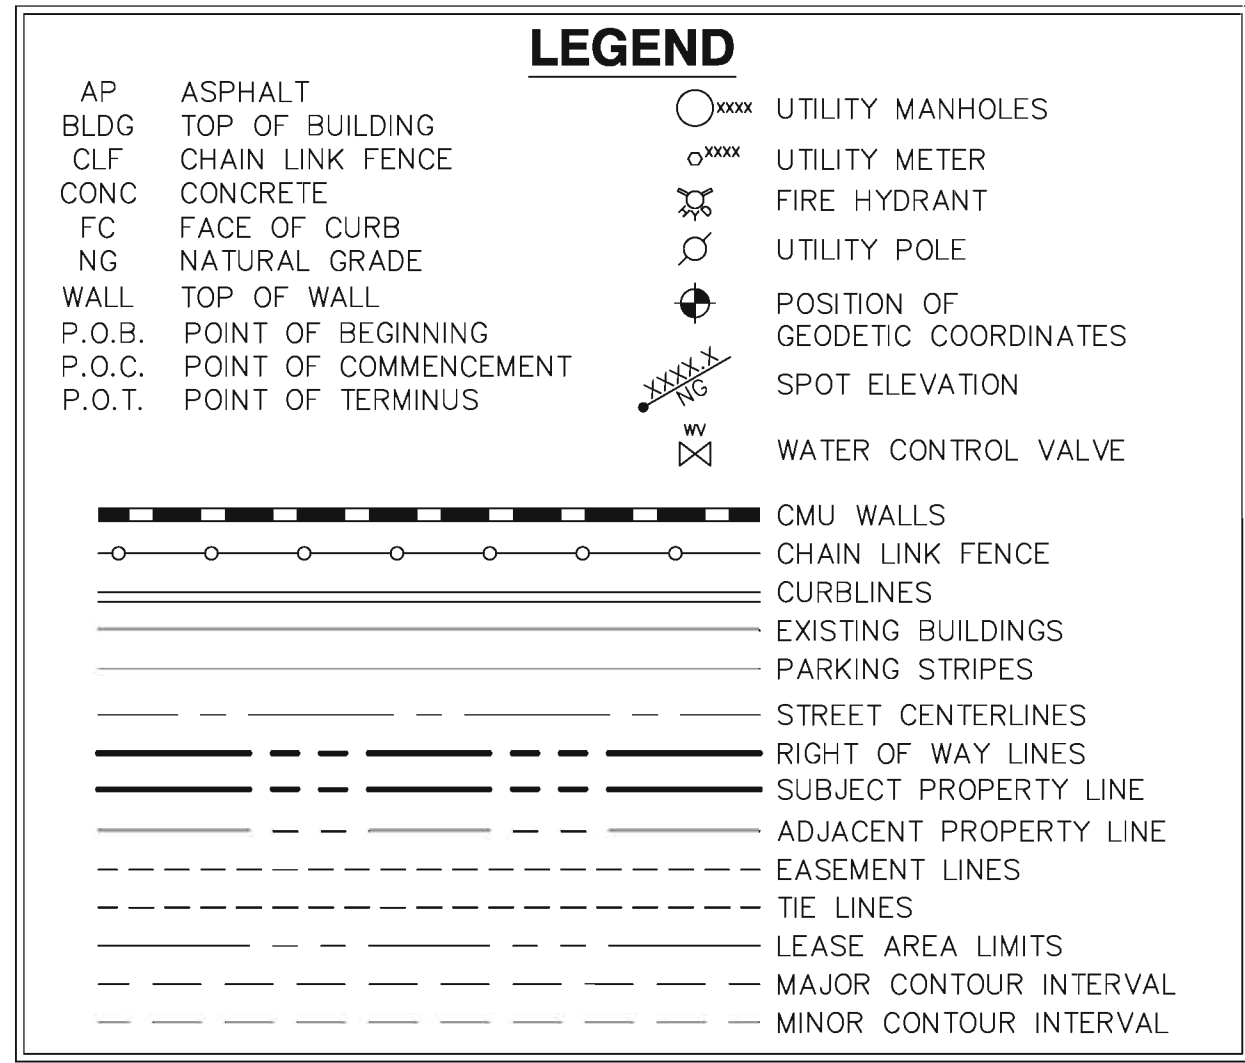 LEGEND
AP ASPHALT
BLDG TOP OF BUILDING
CLF CHAIN LINK FENCE
CONC CONCRETE
FC FACE OF CURB
NG NATURAL GRADE
WALL TOP OF WALL
P.O.B. POINT OF BEGINNING
P.O.C. POINT OF COMMENCEMENT
P.O.T. POINT OF TERMINUS
XXXX UTILITY MANHOLES
XXXX UTILITY METER
FIRE HYDRANT
UTILITY POLE
POSITION OF
GEODETIC COORDINATES
XXXX.X
NG
SPOT ELEVATION
WV
WATER CONTROL VALVE
CMU WALLS
CHAIN LINK FENCE
CURBLINES
EXISTING BUILDINGS
PARKING STRIPES
STREET CENTERLINES
RIGHT OF WAY LINES
SUBJECT PROPERTY LINE
ADJACENT PROPERTY LINE
EASEMENT LINES
TIE LINES
LEASE AREA LIMITS
MAJOR CONTOUR INTERVAL
MINOR CONTOUR INTERVAL